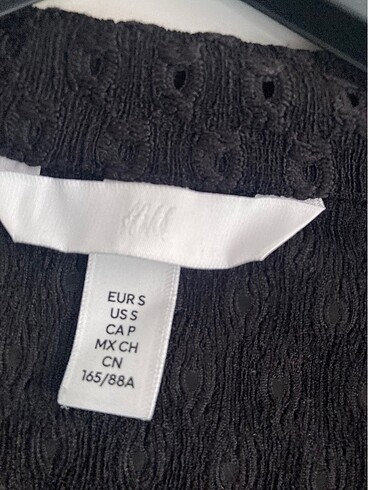 H&M
EUR S
US S
CA P
MX CH
CN
165/88A